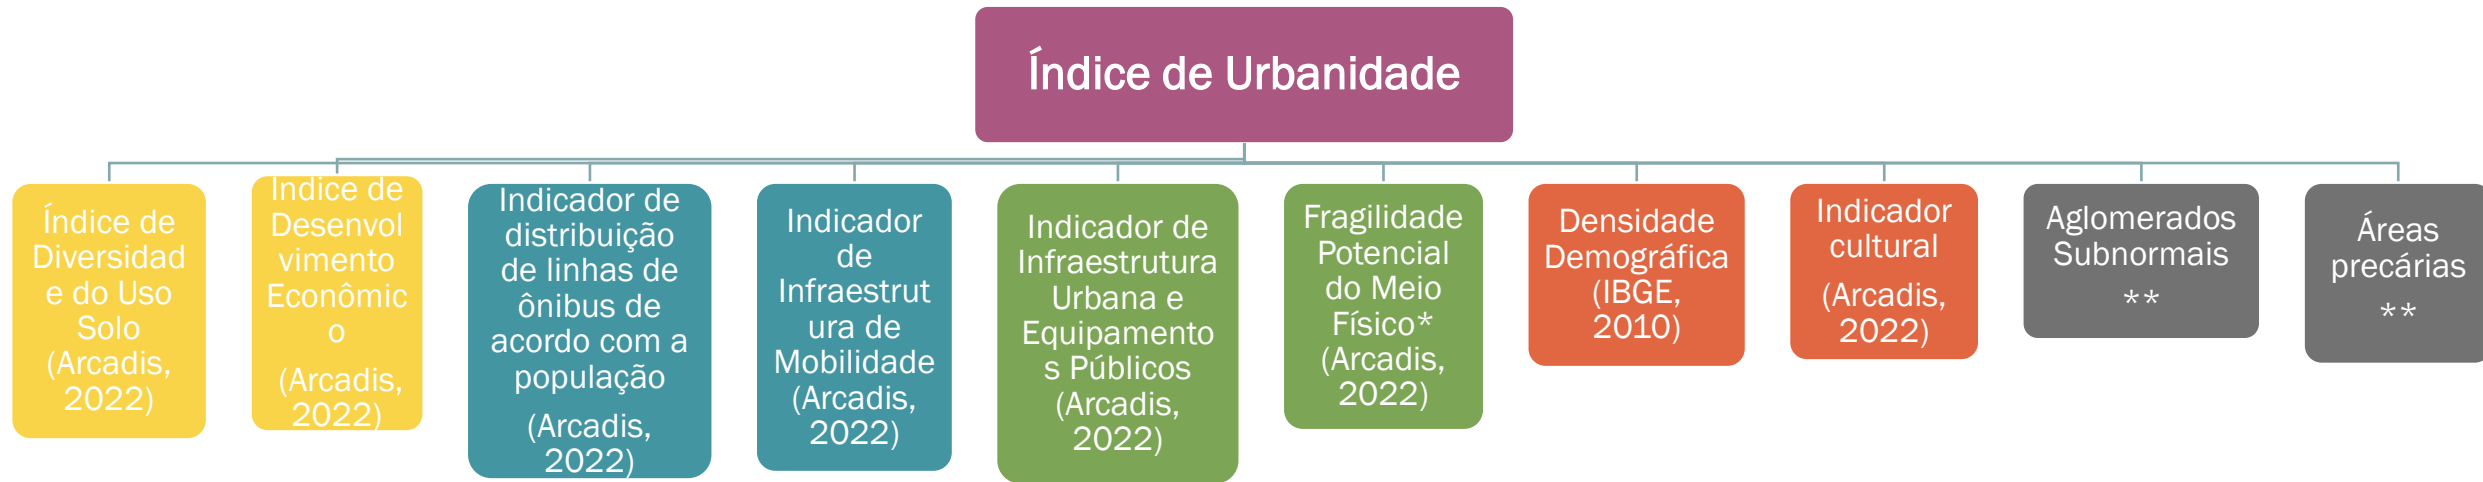 Índice de Urbanidade
Índice de
Diversidad
e do Uso
Solo
(Arcadis,
2022)
Índice de
Desenvol
vimento
Econômic
o
(Arcadis,
2022)
Indicador de
distribuição
de linhas de
ônibus de
acordo com a
população
(Arcadis,
2022)
Indicador
de
Infraestrut
ura de
Mobilidade
(Arcadis,
2022)
Indicador de
Infraestrutura
Urbana e
Equipamento
s Públicos
(Arcadis,
2022)
Fragilidade
Potencial
do Meio
Físico*
(Arcadis,
2022)
Densidade
Demográfica
(IBGE,
2010)
Indicador
cultural
(Arcadis,
2022)
Aglomerados
Subnormais
**
Áreas
precárias
**